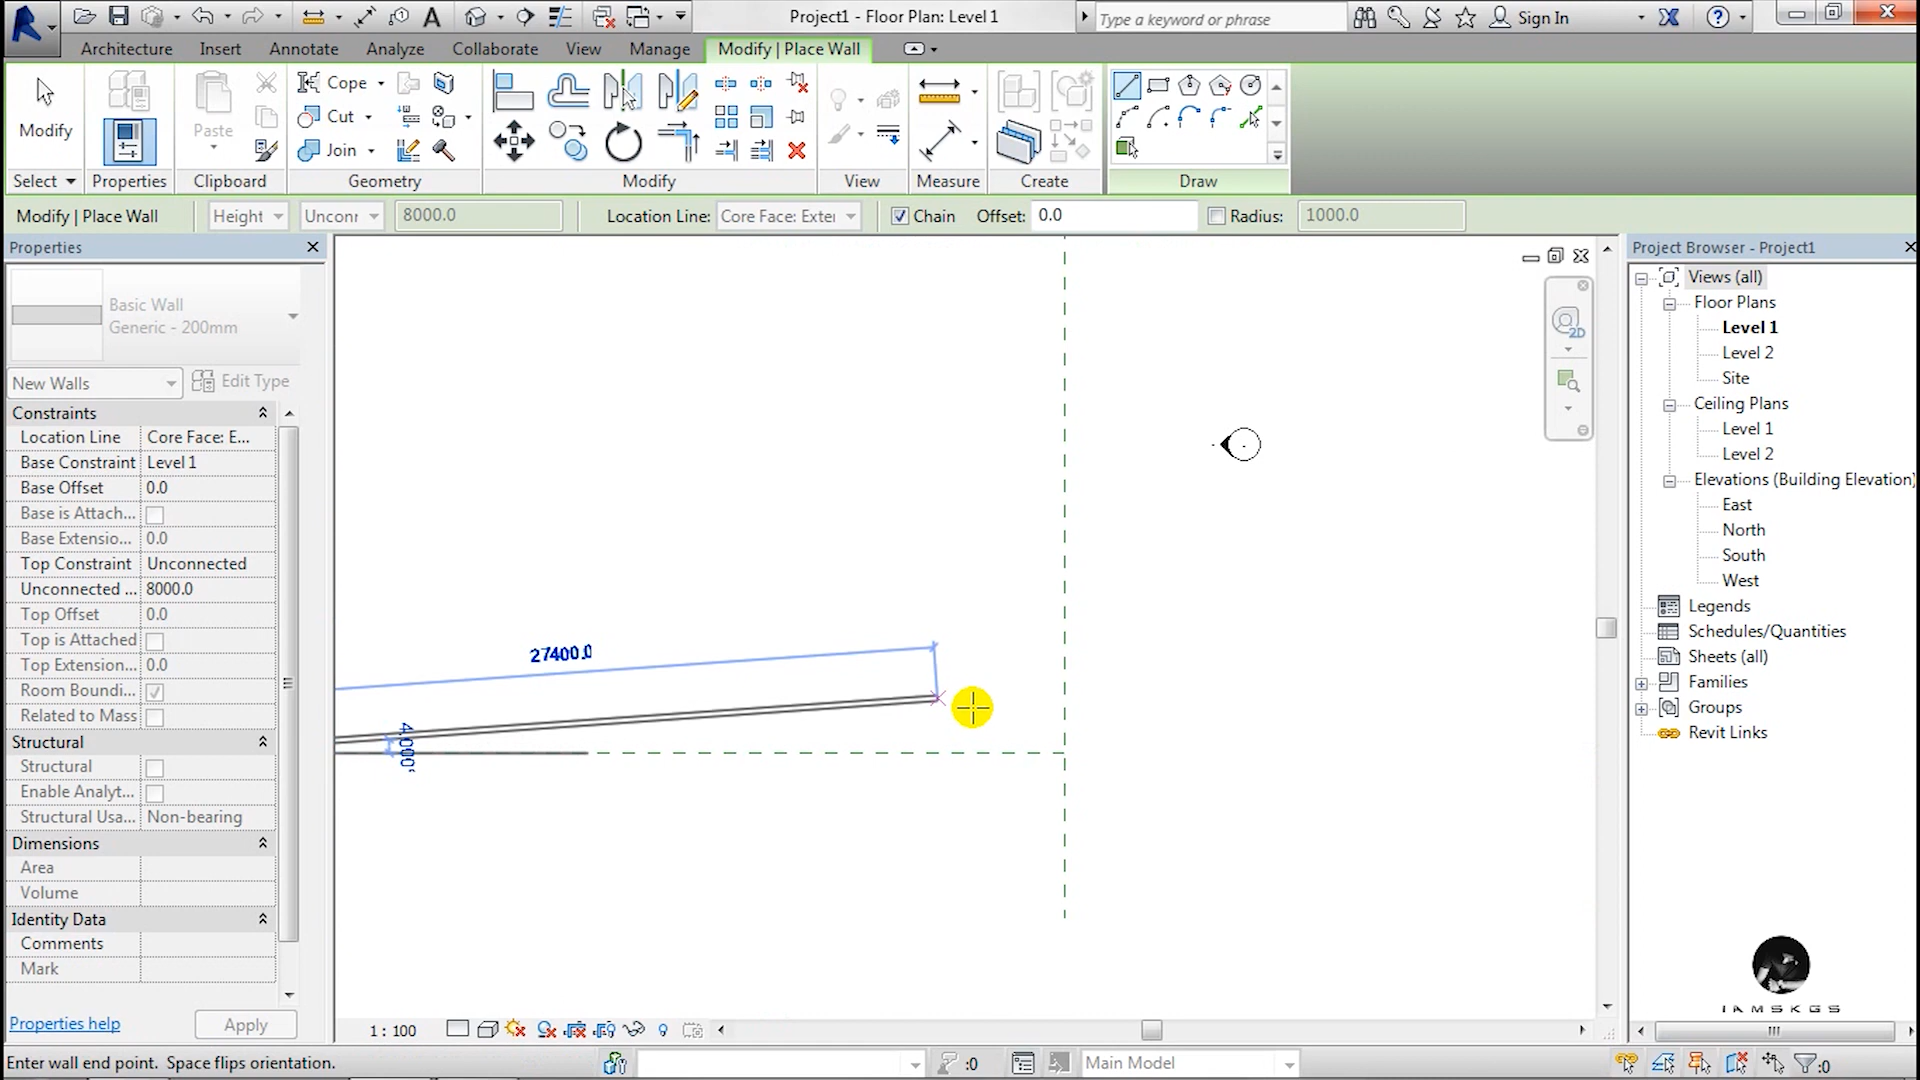 Project1 - Floor Plan: Level 1
Type a keyword or phrase
Sign In
Architecture
Insert
Annotate
Analyze
Collaborate
View
Manage
Modify | Place Wall
Modify
Paste
Cope
Cut
Join
Select
Properties
Clipboard
Geometry
Modify
View
Measure
Create
Draw
Modify | Place Wall
Height
Unconr
8000.0
Location Line:
Core Face: Exter
Chain
Offset:
0.0
Radius:
1000.0
Properties
Basic Wall
Generic - 200mm
New Walls
Edit Type
Constraints
Location Line
Core Face: E...
Base Constraint
Level 1
Base Offset
0.0
Base is Attach...
Base Extensio...
0.0
Top Constraint
Unconnected
Unconnected ...
8000.0
Top Offset
0.0
Top is Attached
Top Extension...
0.0
Room Boundi...
Related to Mass
Structural
Structural
Enable Analyt...
Structural Usa...
Non-bearing
Dimensions
Area
Volume
Identity Data
Comments
Mark
Properties help
Apply
27400.0
4.000°
2D
1 : 100
Project Browser - Project1
Views (all)
Floor Plans
Level 1
Level 2
Site
Ceiling Plans
Level 1
Level 2
Elevations (Building Elevation)
East
North
South
West
Legends
Schedules/Quantities
Sheets (all)
Families
Groups
Revit Links
IAMSKGS
Enter wall end point. Space flips orientation.
:0
Main Model
:0